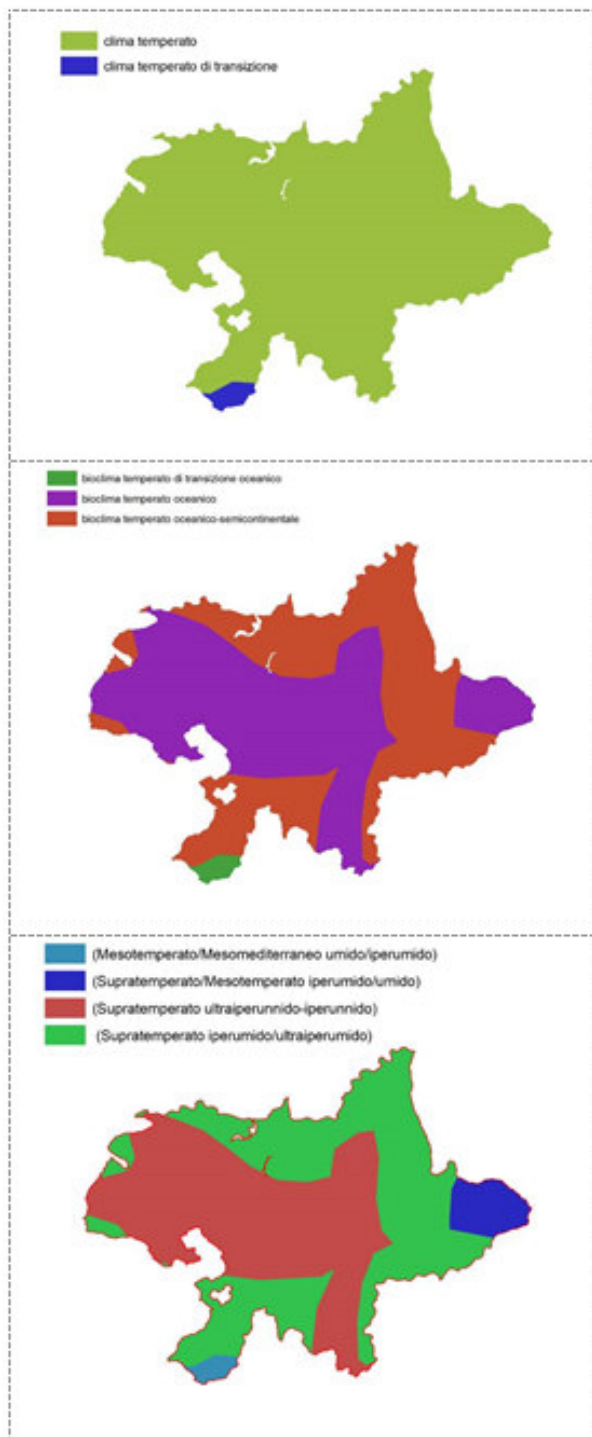 clima temperato
clima temperato di transizione
bioclima temperato di transizione oceanico
bioclima temperato oceanico
bioclima temperato oceanico-semicontinentale
(Mesotemperato/Mesomediterraneo umido/iperumido)
(Supratemperato/Mesotemperato iperumido/umido)
(Supratemperato ultraiperunnido-iperunnido)
(Supratemperato iperumido/ultraiperumido)